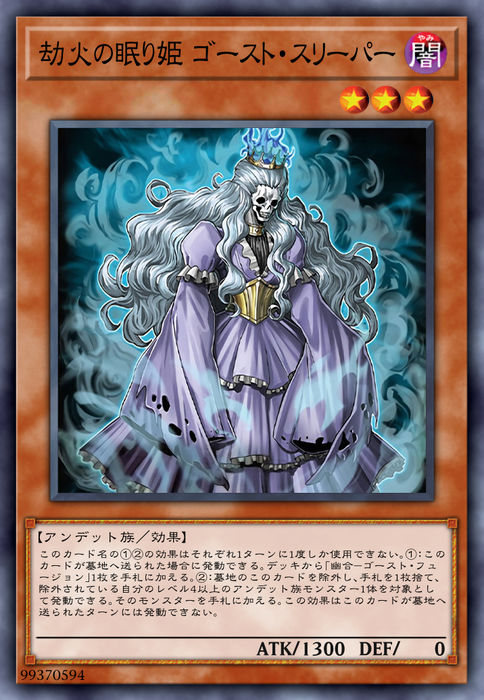 劫火の眠り姫 ゴースト・スリーパー
やみ
闇
【アンデット族/効果】
このカード名の①②の効果はそれぞれ1ターンに1度しか使用できない。①:この
カードが墓地へ送られた場合に発動できる。デッキから「幽合-ゴースト・フュ
ージョン」1枚を手札に加える。②:墓地のこのカードを除外し、手札を1枚捨て、
除外されている自分のレベル4以上のアンデット族モンスター1体を対象とし
て発動できる。そのモンスターを手札に加える。この効果はこのカードが墓地へ
送られたターンには発動できない。
ATK/1300 DEF/ 0
99370594